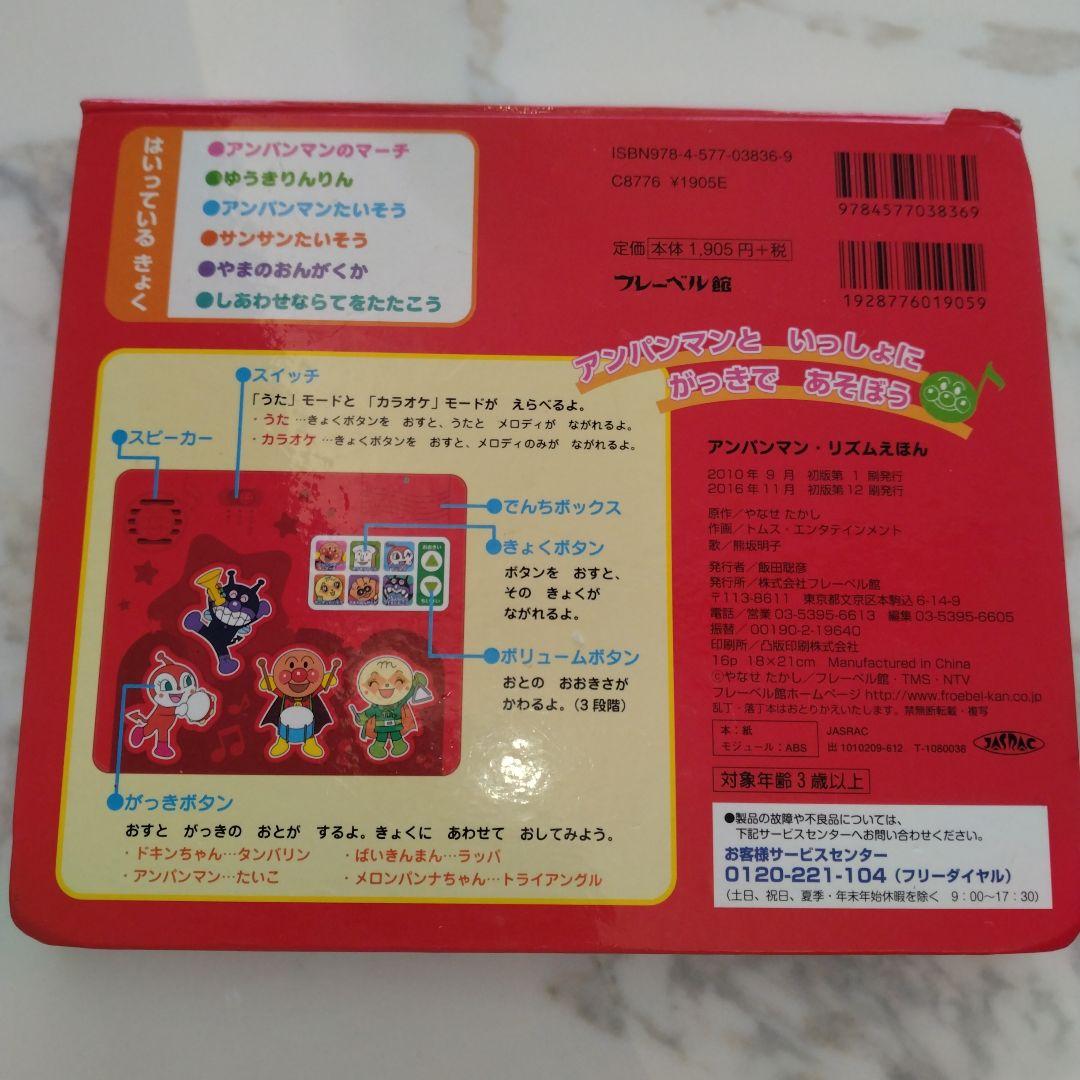 はいっている きょく
●アンパンマンのマーチ
●ゆうきりんりん
●アンパンマンたいそう
●サンサンたいそう
●やまのおんがくか
●しあわせならてをたたこう
ISBN978-4-577-03836-9
C8776 ¥1905E
9784577038369
定価 本体 1,905円+税
フレーベル館
1928776019059
アンパンマンと いっしょに
がっきで あそぼう
●スイッチ
「うた」モードと 「カラオケ」モードが えらべるよ。
・うた …きょくボタンを おすと、うたと メロディが ながれるよ。
・カラオケ …きょくボタンを おすと、メロディのみが ながれるよ。
●スピーカー
●でんちボックス
●きょくボタン
ボタンを おすと、
その きょくが
ながれるよ。
おおきい
ちいさい
●ボリュームボタン
おとの おおきさが
かわるよ。(3段階)
●がっきボタン
おすと がっきの おとが するよ。きょくに あわせて おしてみよう。
・ドキンちゃん…タンバリン ・ばいきんまん…ラッパ
・アンパンマン…たいこ ・メロンパンナちゃん…トライアングル
アンパンマン・リズムえほん
2010年 9月 初版第 1 刷発行
2016年11月 初版第12刷発行
原作/やなせ たかし
作画/トムス・エンタテインメント
歌/熊坂明子
発行者/飯田聡彦
発行所/株式会社フレーベル館
〒113-8611 東京都文京区本駒込6-14-9
電話/営業 03-5395-6613 編集 03-5395-6605
振替/00190-2-19640
印刷所/凸版印刷株式会社
16p 18×21cm Manufactured in China
©やなせ たかし/フレーベル館・TMS・NTV
フレーベル館ホームページ http://www.froebel-kan.co.jp
乱丁・落丁本はおとりかえいたします。禁無断転載・複写
本:紙
モジュール:ABS
JASRAC
出 1010209-612 T-1080038
JASRAC
対象年齢3歳以上
●製品の故障や不良品については、
下記サービスセンターへお問い合わせください。
お客様サービスセンター
0120-221-104(フリーダイヤル)
(土日、祝日、夏季・年末年始休暇を除く 9:00〜17:30)